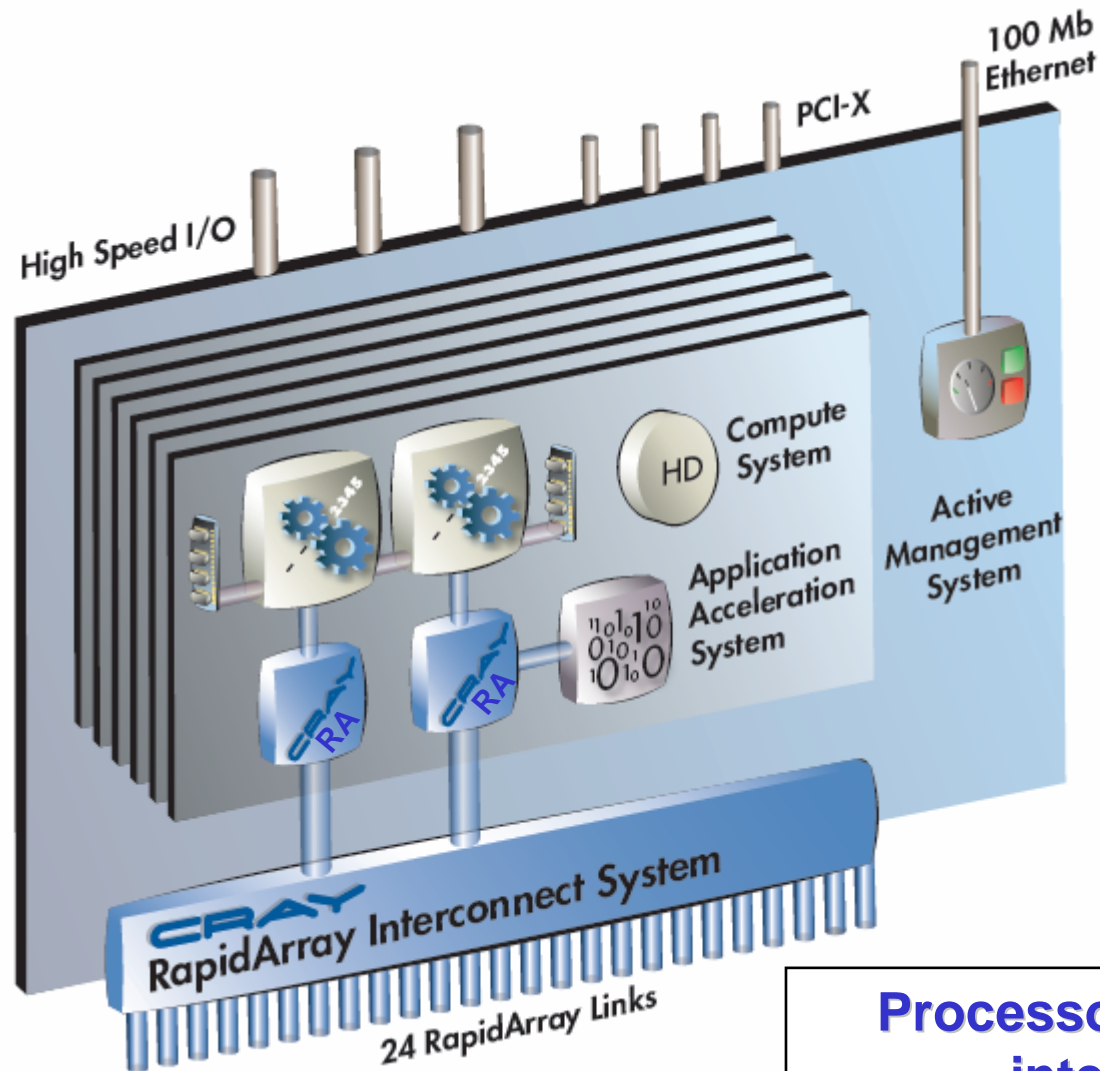 100 Mb
Ethernet
PCI-X
High Speed I/O
2345
2345
HD
Compute
System
Application
Acceleration
System
Active
Management
System
CRAY
RA
CRAY
RA
CRAY
RapidArray Interconnect System
24 RapidArray Links